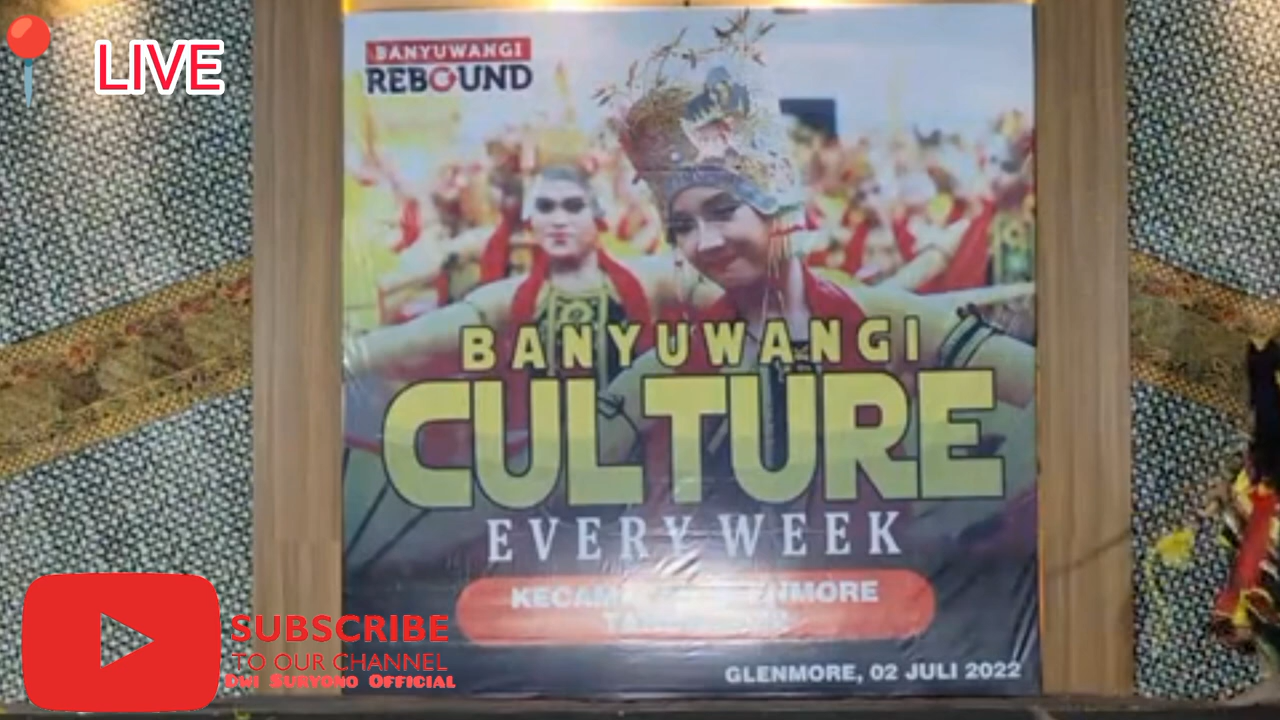 LIVE
BANYUWANGI
REBOUND
BANYUWANGI
CULTURE
EVERY WEEK
GLENMORE, 02 JULI 2022
SUBSCRIBE
TO OUR CHANNEL
Dwi Suryono Official